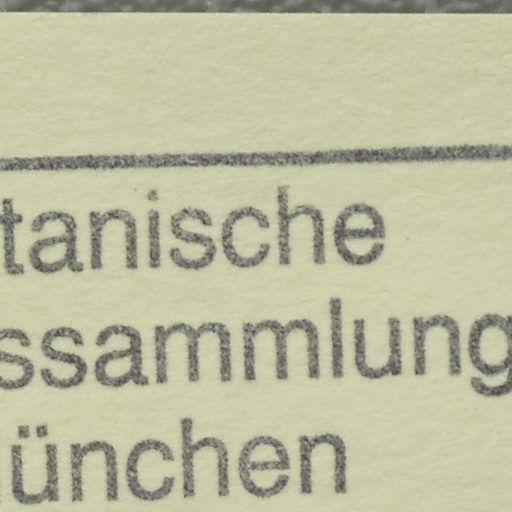 tanische
ssammlung
ünchen